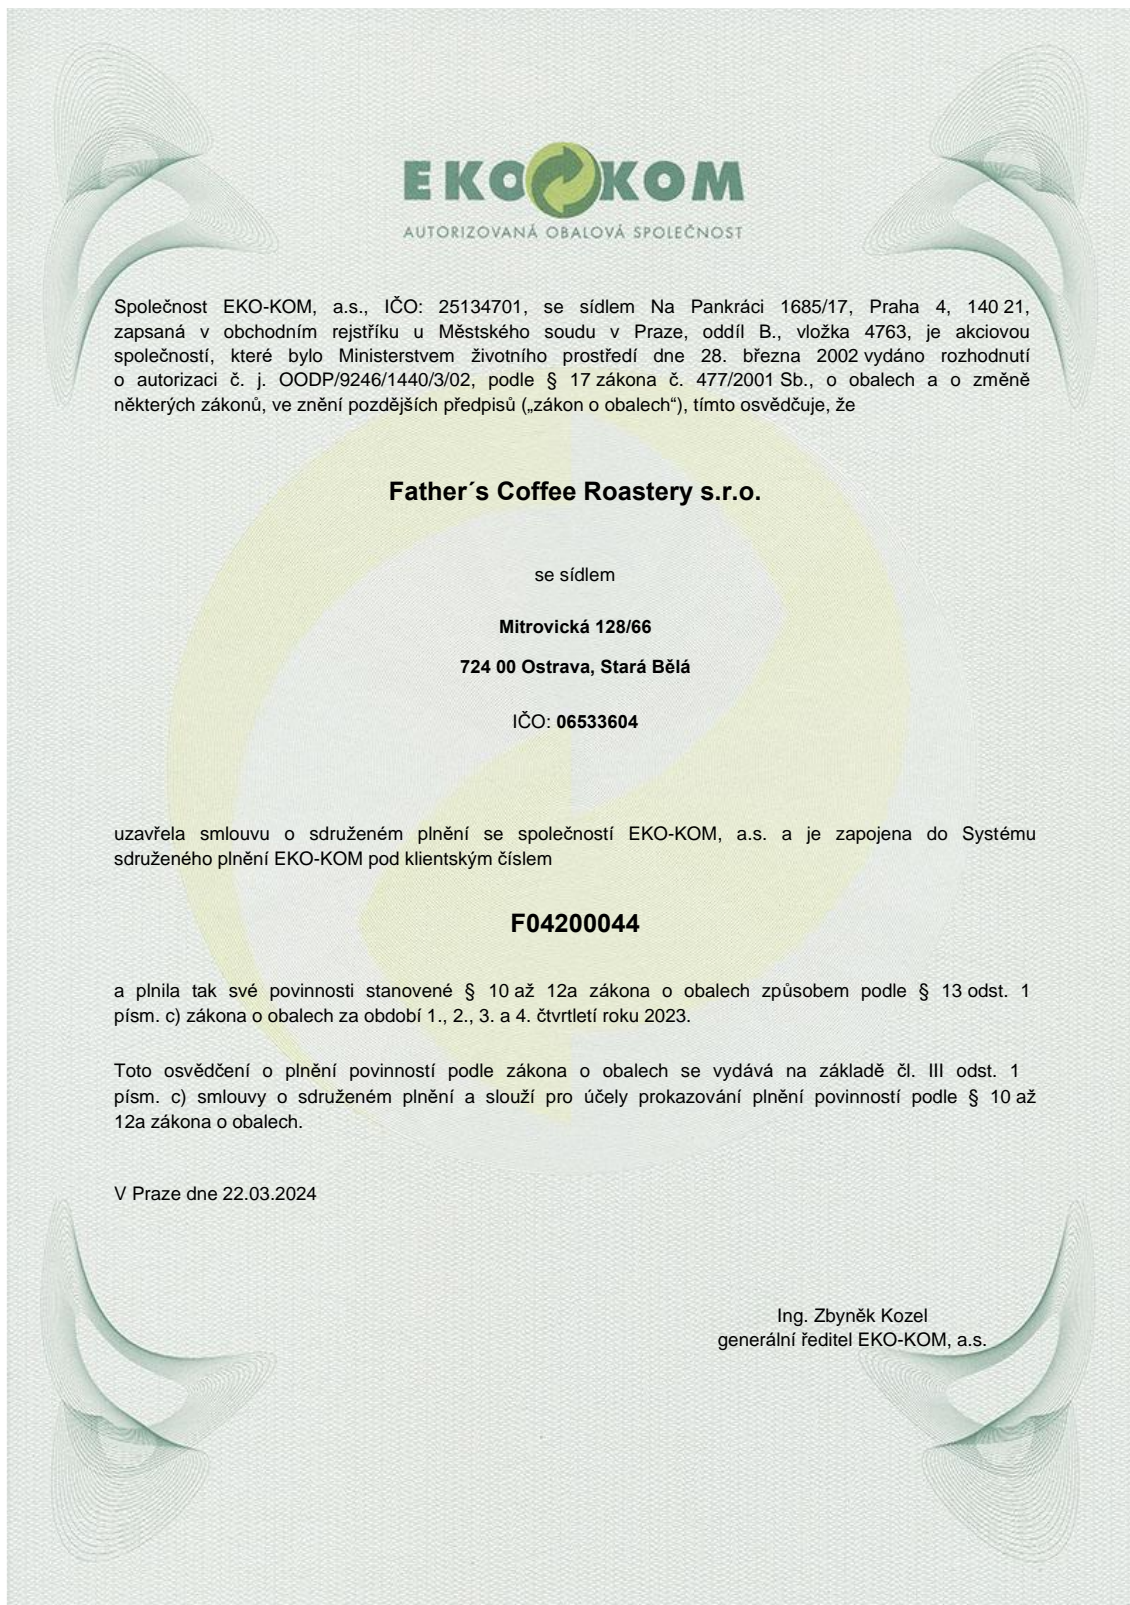 EKO KOM
AUTORIZOVANÁ OBALOVÁ SPOLEČNOST
Společnost EKO-KOM, a.s., IČO: 25134701, se sídlem Na Pankráci 1685/17, Praha 4, 140 21,
zapsaná v obchodním rejstříku u Městského soudu v Praze, oddíl B., vložka 4763, je akciovou
společností, které bylo Ministerstvem životního prostředí dne 28. března 2002 vydáno rozhodnutí
o autorizaci č. j. OODP/9246/1440/3/02, podle § 17 zákona č. 477/2001 Sb., o obalech a o změně
některých zákonů, ve znění pozdějších předpisů („zákon o obalech“), tímto osvědčuje, že
Father´s Coffee Roastery s.r.o.
se sídlem
Mitrovická 128/66
724 00 Ostrava, Stará Bělá
IČO: 06533604
uzavřela smlouvu o sdruženém plnění se společností EKO-KOM, a.s. a je zapojena do Systému
sdruženého plnění EKO-KOM pod klientským číslem
F04200044
a plnila tak své povinnosti stanovené § 10 až 12a zákona o obalech způsobem podle § 13 odst. 1
písm. c) zákona o obalech za období 1., 2., 3. a 4. čtvrtletí roku 2023.
Toto osvědčení o plnění povinností podle zákona o obalech se vydává na základě čl. III odst. 1
písm. c) smlouvy o sdruženém plnění a slouží pro účely prokazování plnění povinností podle § 10 až
12a zákona o obalech.
V Praze dne 22.03.2024
Ing. Zbyněk Kozel
generální ředitel EKO-KOM, a.s.